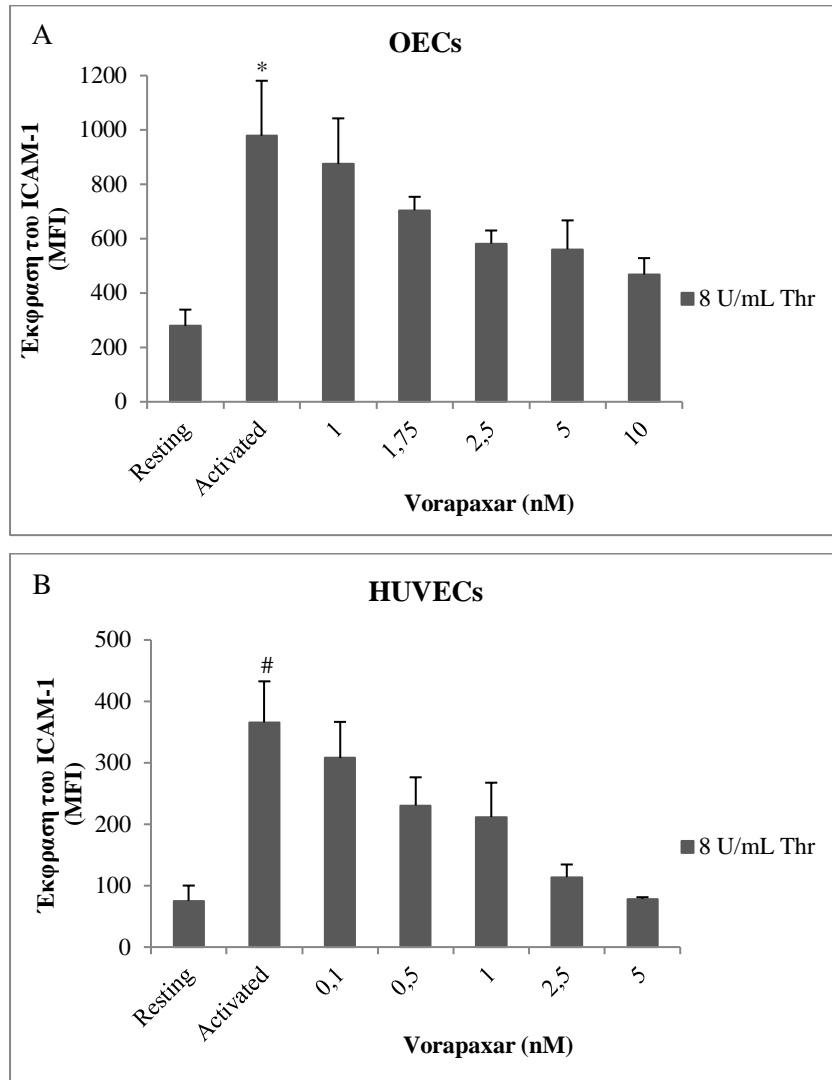 A
OECs
1200
1000
800
600
400
200
0
Έκφραση του ICAM-1
(MFI)
*
Resting
Activated
1
1,75
2,5
5
10
Vorapaxar (nM)
8 U/mL Thr
B
HUVECs
500
400
300
200
100
0
Έκφραση του ICAM-1
(MFI)
#
Resting
Activated
0,1
0,5
1
2,5
5
Vorapaxar (nM)
8 U/mL Thr